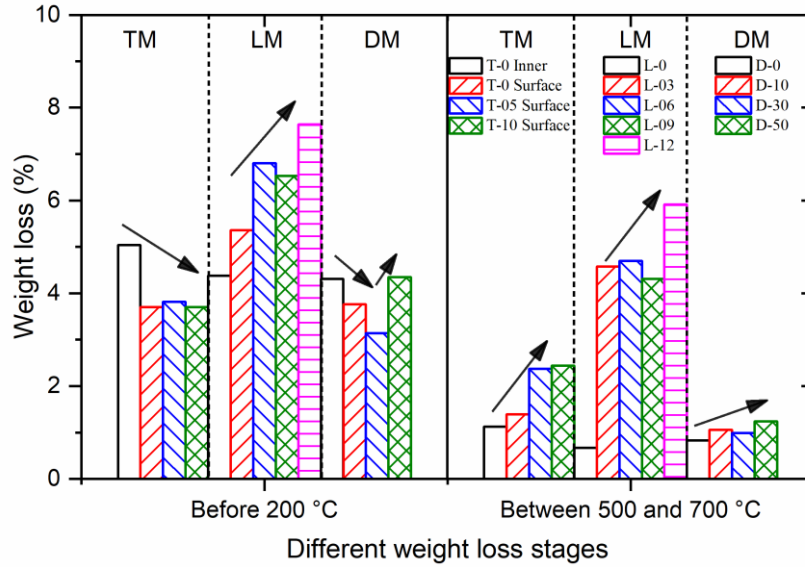 10
8
6
4
2
0
Weight loss (%)
TM
LM
DM
TM
LM
DM
T-0 Inner
T-0 Surface
T-05 Surface
T-10 Surface
L-0
L-03
L-06
L-09
L-12
D-0
D-10
D-30
D-50
Before 200 °C
Between 500 and 700 °C
Different weight loss stages